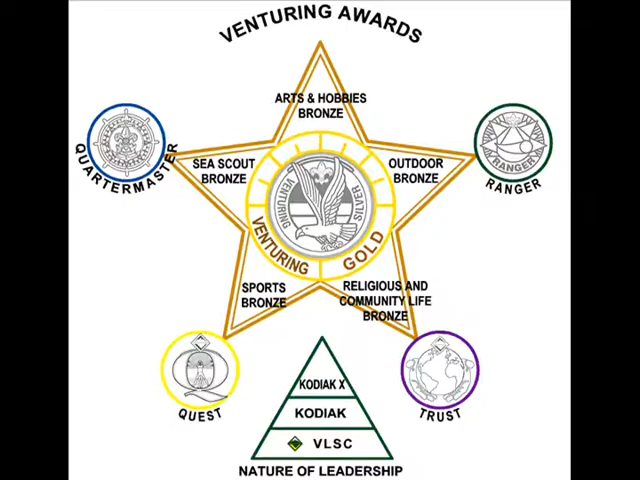 VENTURING AWARDS
ARTS & HOBBIES
BRONZE
QUARTERMASTER
SEA SCOUT
BRONZE
OUTDOOR
BRONZE
RANGER
RANGER
VENTURING
SILVER
VENTURING
GOLD
SPORTS
BRONZE
RELIGIOUS AND
COMMUNITY LIFE
BRONZE
Q
QUEST
TRUST
KODIAK X
KODIAK
VLSC
NATURE OF LEADERSHIP